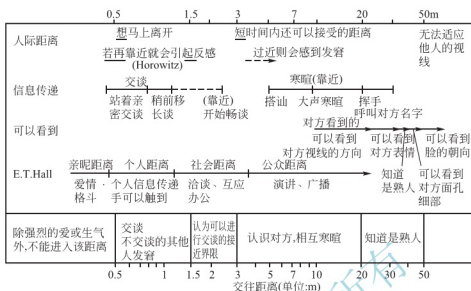 0.5 1.5 3 7 20 50m
人际距离
想马上离开
若再靠近就会引起反感
(Horowitz)
短时间内还可以接受的距离
过近则会感到发窘
无法适应
他人的视
线
信息传递
交谈
站着亲
密交谈
稍前移
长谈
(靠近)
开始畅谈
寒暄(靠近)
搭讪
大声寒暄
挥手
呼叫对方名字
可以看到
对方看到的
可以看到
对方视线的方向
可以看到
对方表情
可以看到
脸的朝向
E.T.Hall
亲昵距离
个人距离
社会距离
公众距离
爱情·
格斗
个人信息传递
手可以触到
洽谈、互应
办公
演讲、广播
知道
是熟人
可以看到
对方面孔
细部
除强烈的爱或生气
外,不能进入该距离
交谈
不交谈的其他
人发窘
认为可以进
行交谈的接
近界限
认识对方,相互寒暄
知道是熟人
0.5 1 1.5 2 3 5 7 10 20 50
交往距离(单位:m)
所有